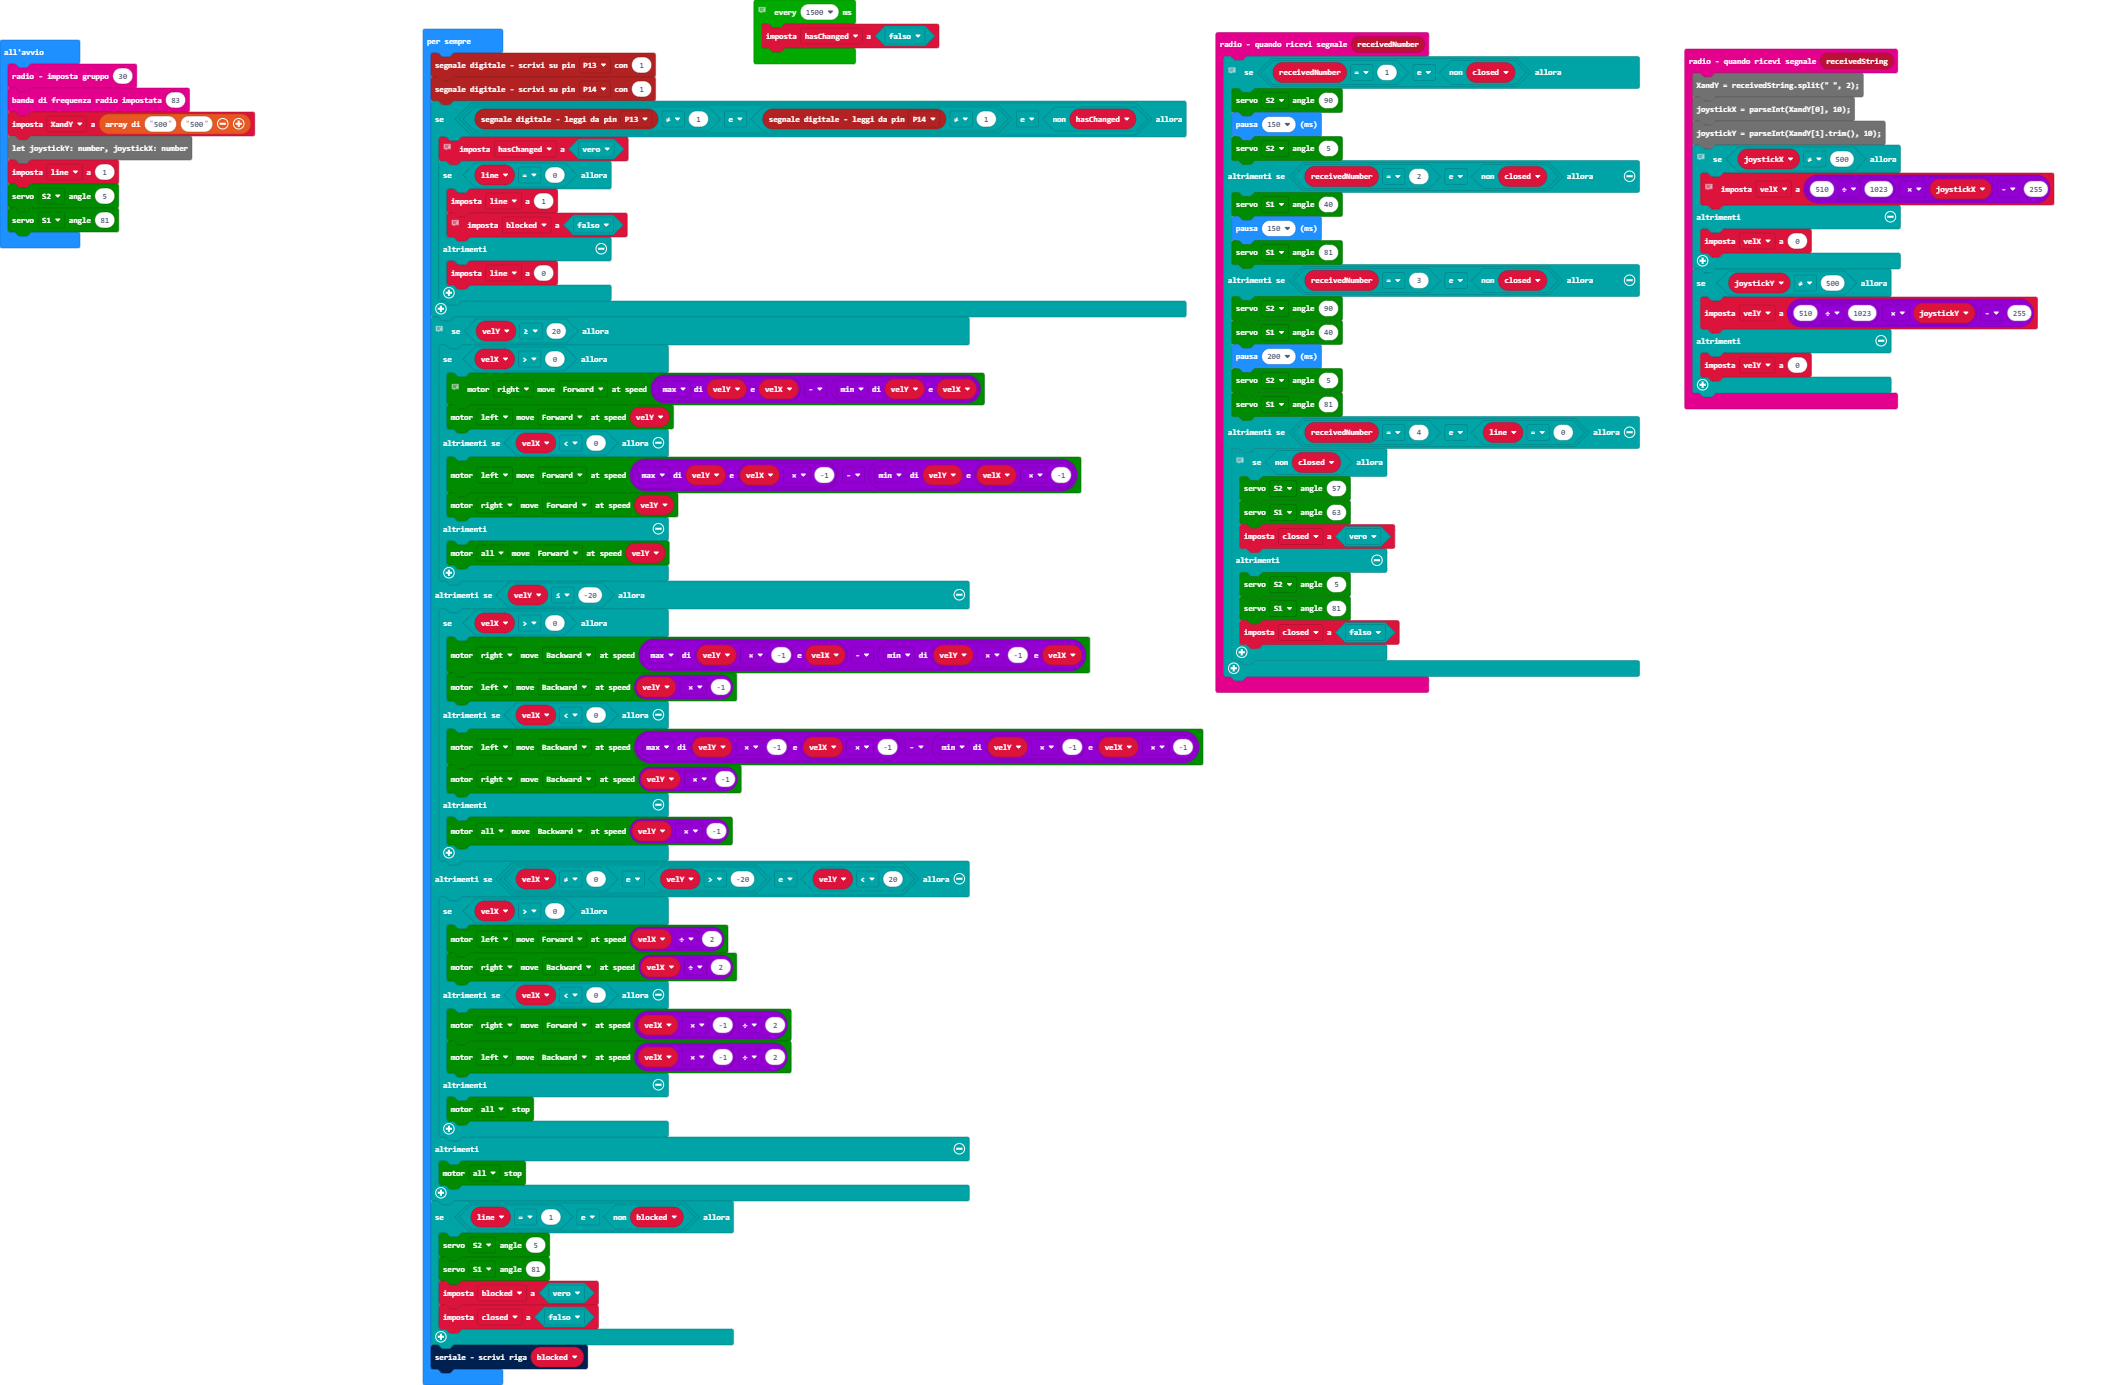 all'avvio
radio - imposta gruppo 30
banda di frequenza radio impostata 83
imposta XandY a array di "500" "500"
let joystickY: number, joystickX: number
imposta line a 1
servo S2 angle 5
servo S1 angle 81
per sempre
segnale digitale - scrivi su pin P13 con 1
segnale digitale - scrivi su pin P14 con 1
se segnale digitale - leggi da pin P13 ≠ 1 e segnale digitale - leggi da pin P14 ≠ 1 e non hasChanged allora
imposta hasChanged a vero
se line = 0 allora
imposta line a 1
imposta blocked a falso
altrimenti
imposta line a 0
se velY ≥ 20 allora
se velX > 0 allora
motor right move Forward at speed max di velY e velX - min di velY e velX
motor left move Forward at speed velY
altrimenti se velX < 0 allora
motor left move Forward at speed max di velY e velX × -1 - min di velY e velX × -1
motor right move Forward at speed velY
altrimenti
motor all move Forward at speed velY
altrimenti se velY ≤ -20 allora
se velX > 0 allora
motor right move Backward at speed max di velY × -1 e velX - min di velY × -1 e velX
motor left move Backward at speed velY × -1
altrimenti se velX < 0 allora
motor left move Backward at speed max di velY × -1 e velX × -1 - min di velY × -1 e velX × -1
motor right move Backward at speed velY × -1
altrimenti
motor all move Backward at speed velY × -1
altrimenti se velX ≠ 0 e velY > -20 e velY < 20 allora
se velX > 0 allora
motor left move Forward at speed velX ÷ 2
motor right move Backward at speed velX ÷ 2
altrimenti se velX < 0 allora
motor right move Forward at speed velX × -1 ÷ 2
motor left move Backward at speed velX × -1 ÷ 2
altrimenti
motor all stop
altrimenti
motor all stop
se line = 1 e non blocked allora
servo S2 angle 5
servo S1 angle 81
imposta blocked a vero
imposta closed a falso
seriale - scrivi riga blocked
every 1500 ms
imposta hasChanged a falso
radio - quando ricevi segnale receivedNumber
se receivedNumber = 1 e non closed allora
servo S2 angle 90
pausa 150 (ms)
servo S2 angle 5
altrimenti se receivedNumber = 2 e non closed allora
servo S1 angle 40
pausa 150 (ms)
servo S1 angle 81
altrimenti se receivedNumber = 3 e non closed allora
servo S2 angle 90
servo S1 angle 40
pausa 200 (ms)
servo S2 angle 5
servo S1 angle 81
altrimenti se receivedNumber = 4 e line = 0 allora
se non closed allora
servo S2 angle 57
servo S1 angle 63
imposta closed a vero
altrimenti
servo S2 angle 5
servo S1 angle 81
imposta closed a falso
radio - quando ricevi segnale receivedString
XandY = receivedString.split(" ", 2);
joystickX = parseInt(XandY[0], 10);
joystickY = parseInt(XandY[1].trim(), 10);
se joystickX ≠ 500 allora
imposta velX a 510 ÷ 1023 × joystickX - 255
altrimenti
imposta velX a 0
se joystickY ≠ 500 allora
imposta velY a 510 ÷ 1023 × joystickY - 255
altrimenti
imposta velY a 0